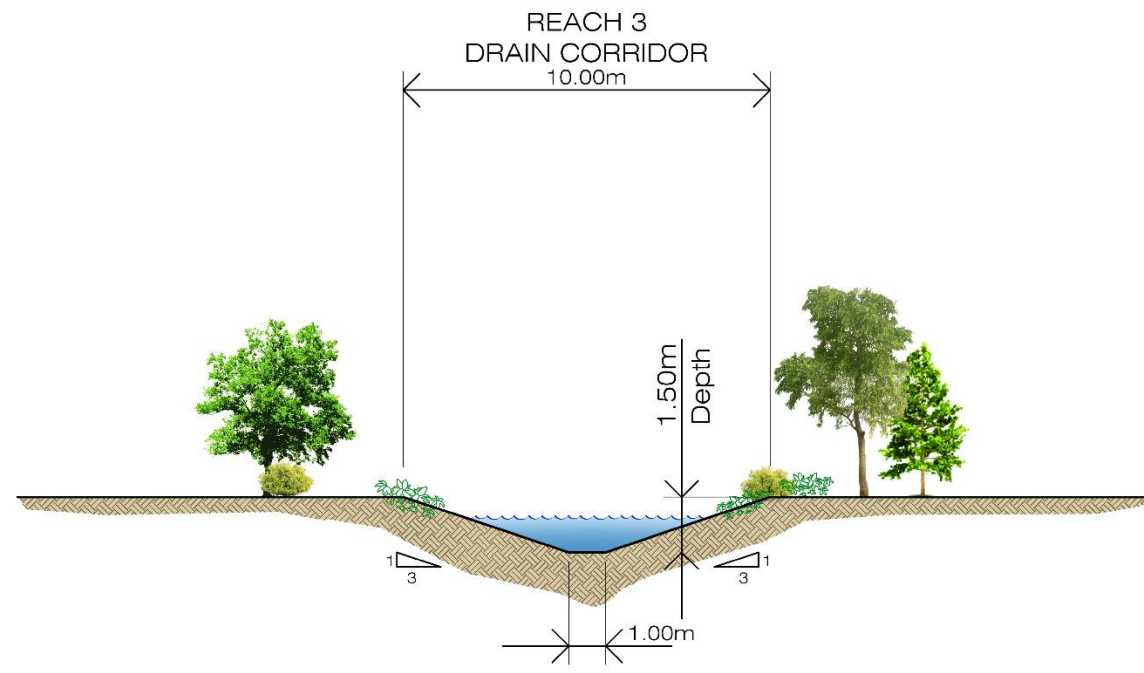 REACH 3
DRAIN CORRIDOR
10.00m
1.50m
Depth
1
3
1
3
1.00m